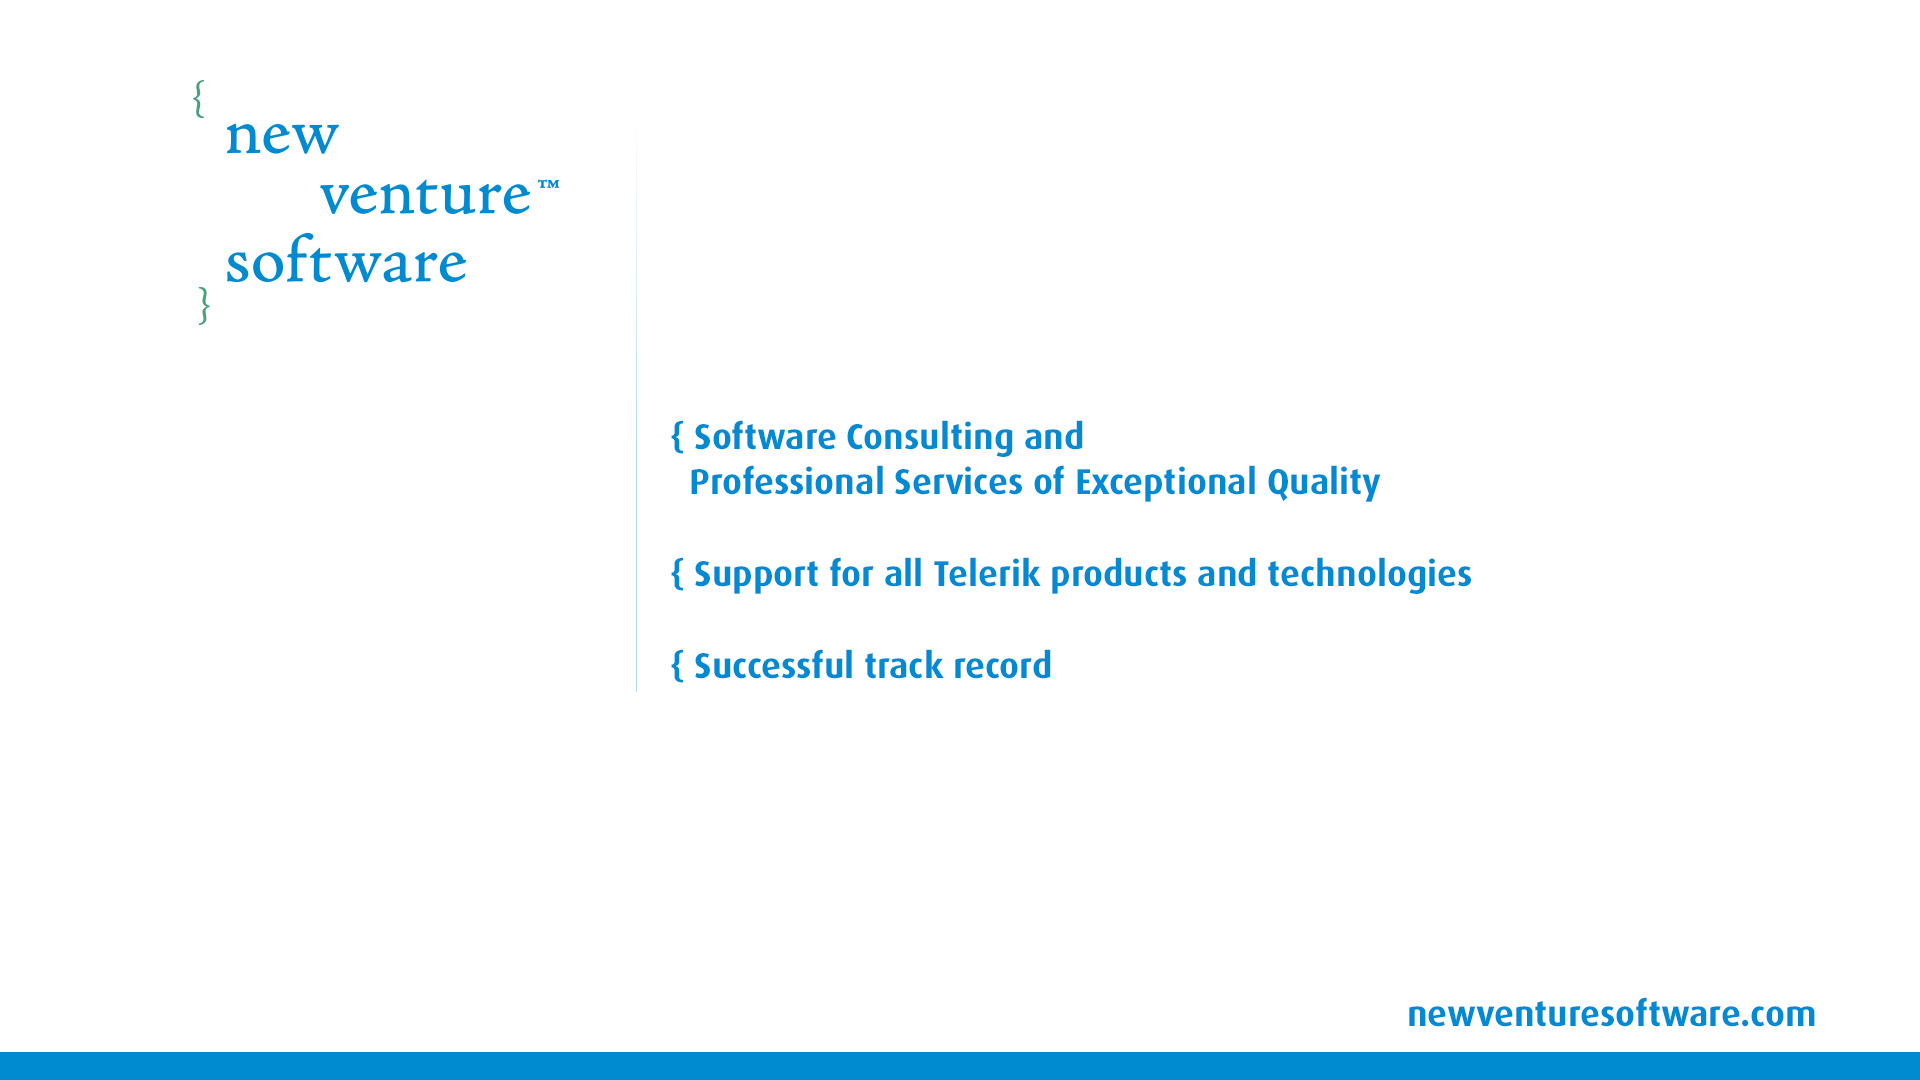 {
new
venture™
software
}
{ Software Consulting and
Professional Services of Exceptional Quality
{ Support for all Telerik products and technologies
{ Successful track record
newventuresoftware.com